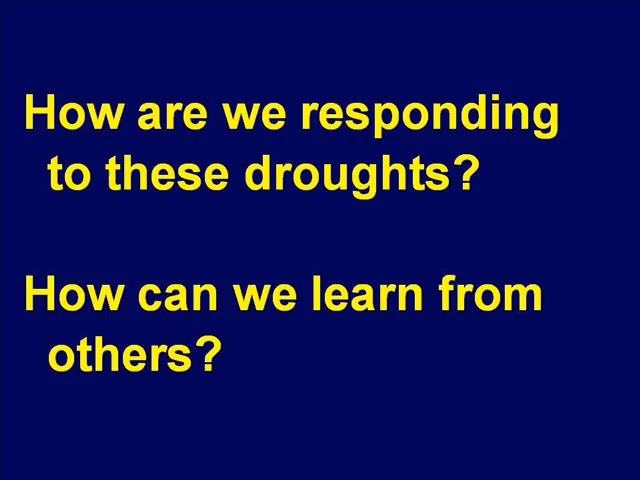 How are we responding
to these droughts?
How can we learn from
others?